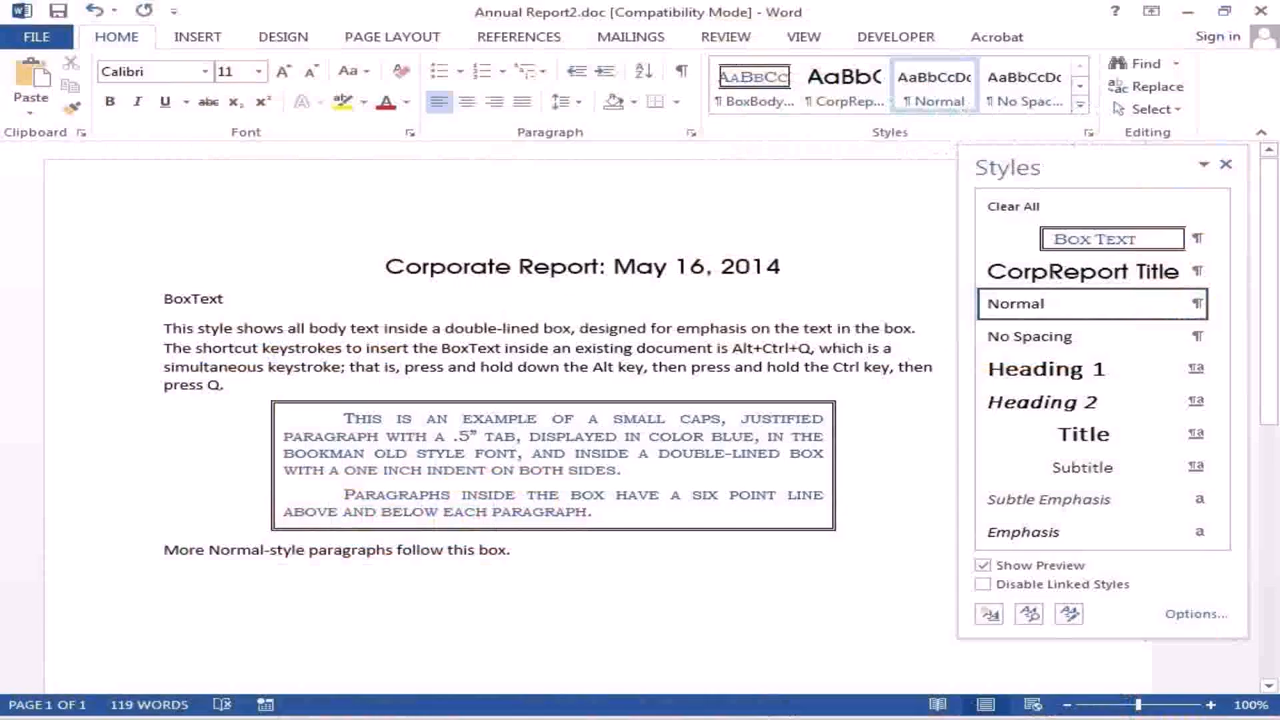 Annual Report2.doc [Compatibility Mode] - Word
FILE HOME INSERT DESIGN PAGE LAYOUT REFERENCES MAILINGS REVIEW VIEW DEVELOPER Acrobat Sign in
Paste
Calibri 11
Aa
B I U abc x₂ x²
A A
AaBbCc AaBbC AaBbCcDc AaBbCcDc
¶ BoxBody... ¶ CorpRep... ¶ Normal ¶ No Spac...
Find
Replace
Select
Clipboard Font Paragraph Styles Editing
Styles
Clear All
Box Text ¶
CorpReport Title ¶
Normal ¶
No Spacing ¶
Heading 1 ¶a
Heading 2 ¶a
Title ¶a
Subtitle ¶a
Subtle Emphasis a
Emphasis a
Show Preview
Disable Linked Styles
Options...
Corporate Report: May 16, 2014
BoxText
This style shows all body text inside a double-lined box, designed for emphasis on the text in the box.
The shortcut keystrokes to insert the BoxText inside an existing document is Alt+Ctrl+Q, which is a
simultaneous keystroke; that is, press and hold down the Alt key, then press and hold the Ctrl key, then
press Q.
This is an example of a small caps, justified
paragraph with a .5” tab, displayed in color blue, in the
bookman old style font, and inside a double-lined box
with a one inch indent on both sides.
Paragraphs inside the box have a six point line
above and below each paragraph.
More Normal-style paragraphs follow this box.
PAGE 1 OF 1 119 WORDS 100%